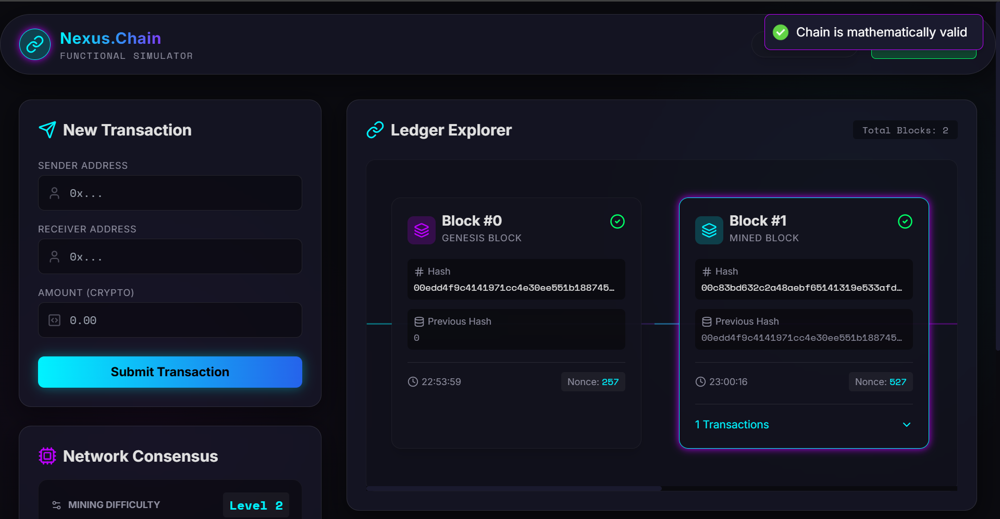 Nexus.Chain
FUNCTIONAL SIMULATOR
Chain is mathematically valid
New Transaction
SENDER ADDRESS
0x...
RECEIVER ADDRESS
0x...
AMOUNT (CRYPTO)
0.00
Submit Transaction
Network Consensus
MINING DIFFICULTY
Level 2
Ledger Explorer
Total Blocks: 2
Block #0
GENESIS BLOCK
Hash
00edd4f9c4141971cc4e30ee551b188745…
Previous Hash
0
22:53:59
Nonce: 257
Block #1
MINED BLOCK
Hash
00c83bd632c2a48aebf65141319e533afd…
Previous Hash
00edd4f9c4141971cc4e30ee551b188745…
23:00:16
Nonce: 527
1 Transactions